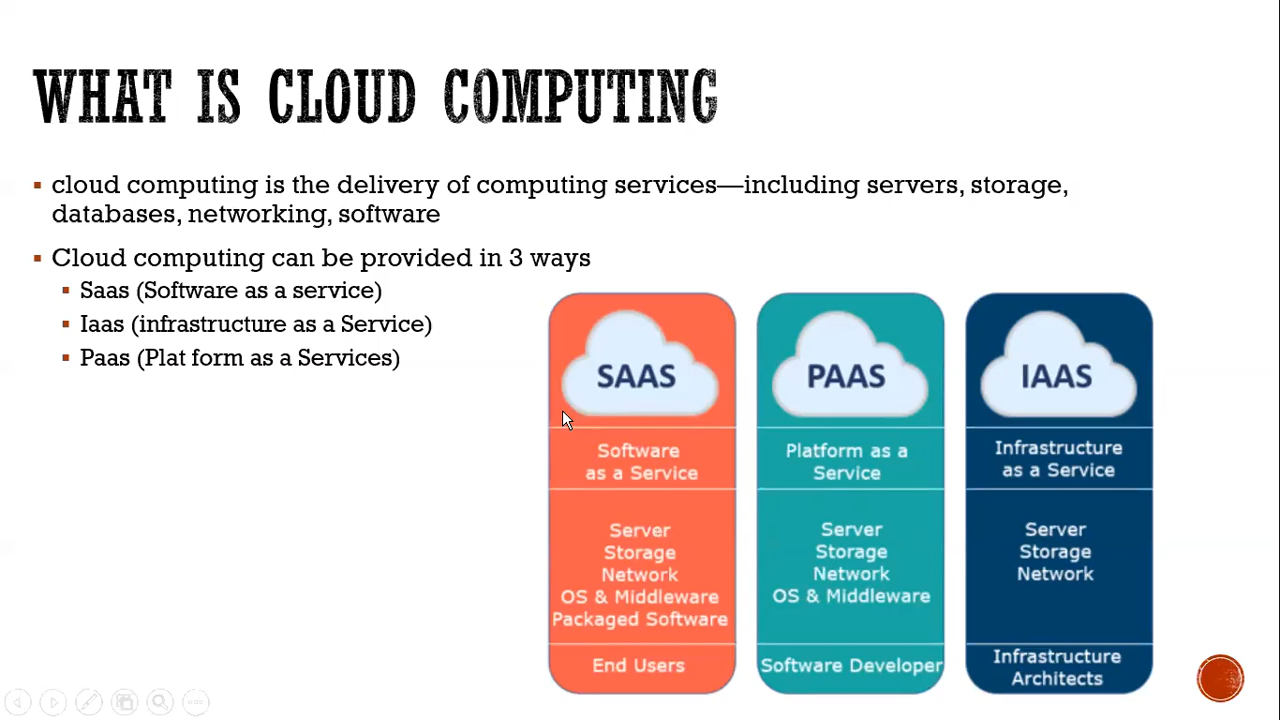 WHAT IS CLOUD COMPUTING
cloud computing is the delivery of computing services—including servers, storage,
databases, networking, software
Cloud computing can be provided in 3 ways
Saas (Software as a service)
Iaas (infrastructure as a Service)
Paas (Plat form as a Services)
SAAS
Software
as a Service
Server
Storage
Network
OS & Middleware
Packaged Software
End Users
PAAS
Platform as a
Service
Server
Storage
Network
OS & Middleware
Software Developer
IAAS
Infrastructure
as a Service
Server
Storage
Network
Infrastructure
Architects